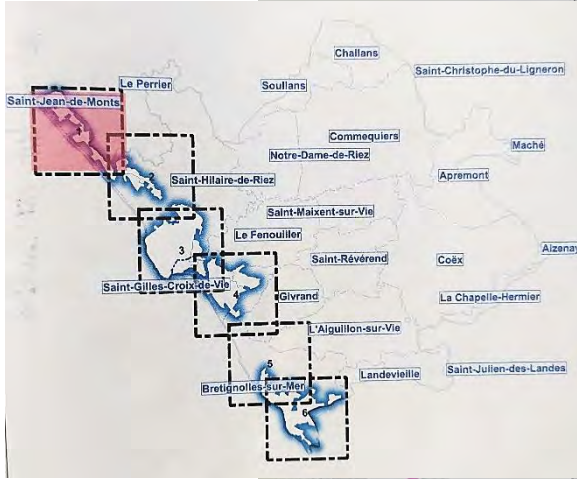 Challans
Saint-Christophe-du-Ligneron
Le Perrier
Soullans
Saint-Jean-de-Monts
1
Commequiers
Maché
Notre-Dame-de-Riez
Apremont
2
Saint-Hilaire-de-Riez
Saint-Maixent-sur-Vie
Le Fenouiller
Aizenay
3
Saint-Révérend
Coëx
Saint-Gilles-Croix-de-Vie
4
Givrand
La Chapelle-Hermier
L'Aiguillon-sur-Vie
5
Landevieille
Saint-Julien-des-Landes
Bretignolles-sur-Mer
6